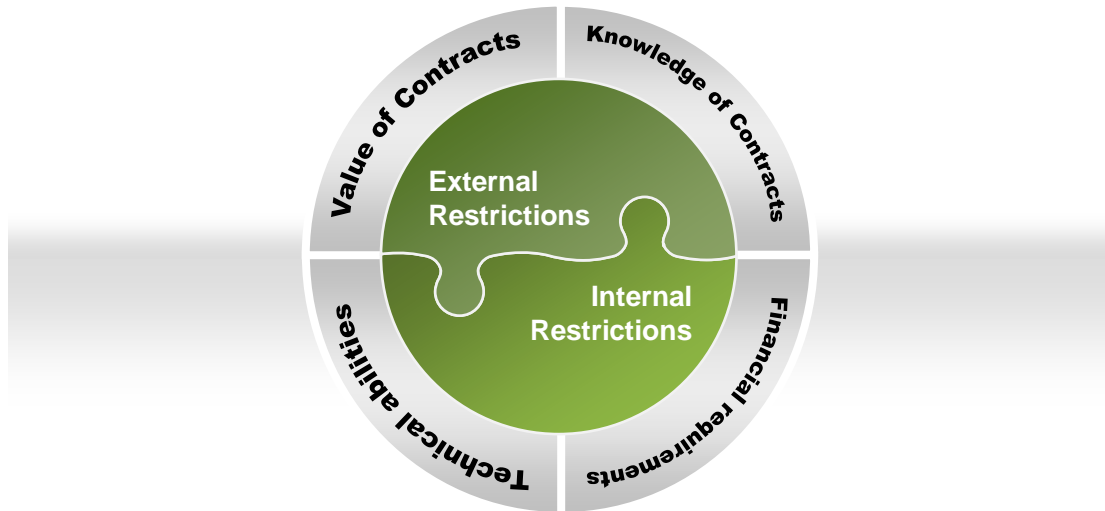 Value of Contracts
Knowledge of Contracts
External
Restrictions
Internal
Restrictions
Technical abilities
Financial requirements